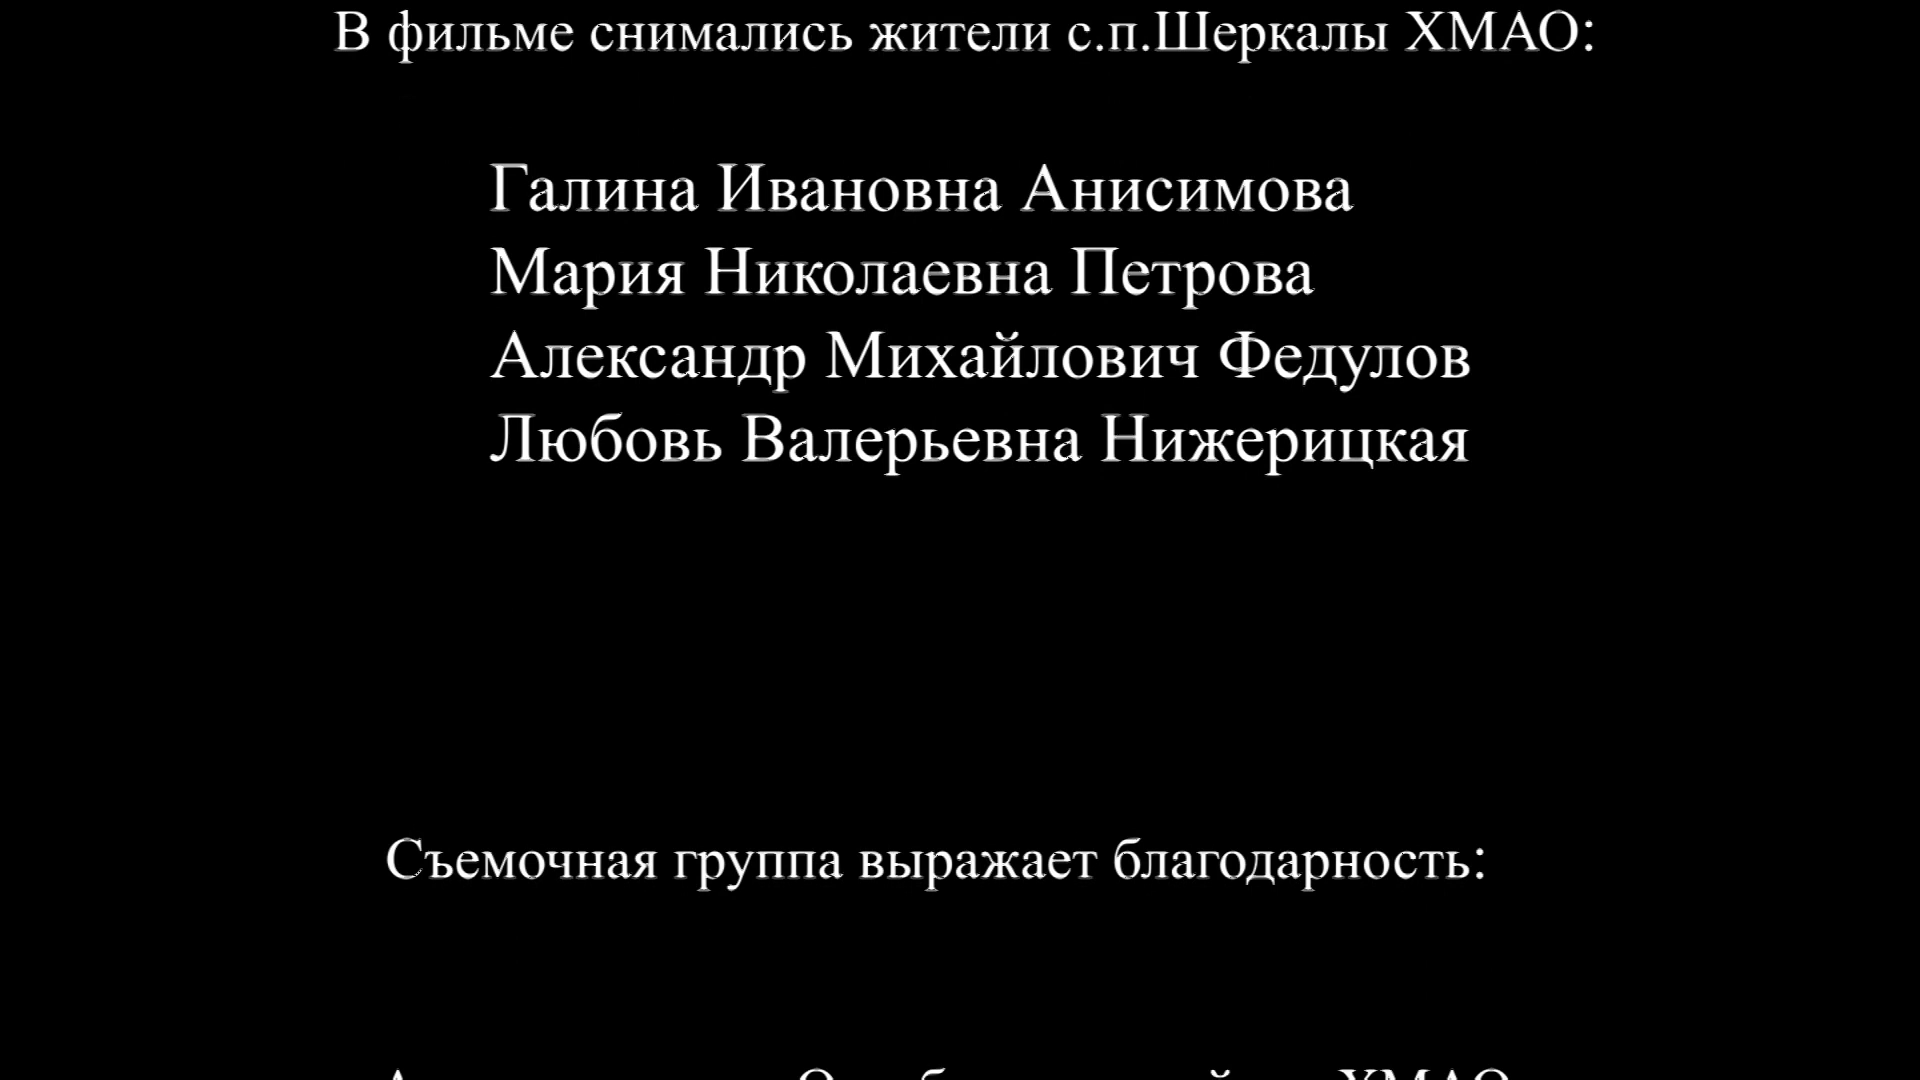 В фильме снимались жители с.п.Шеркалы ХМАО:
Галина Ивановна Анисимова
Мария Николаевна Петрова
Александр Михайлович Федулов
Любовь Валерьевна Нижерицкая
Съемочная группа выражает благодарность:
ХМАО